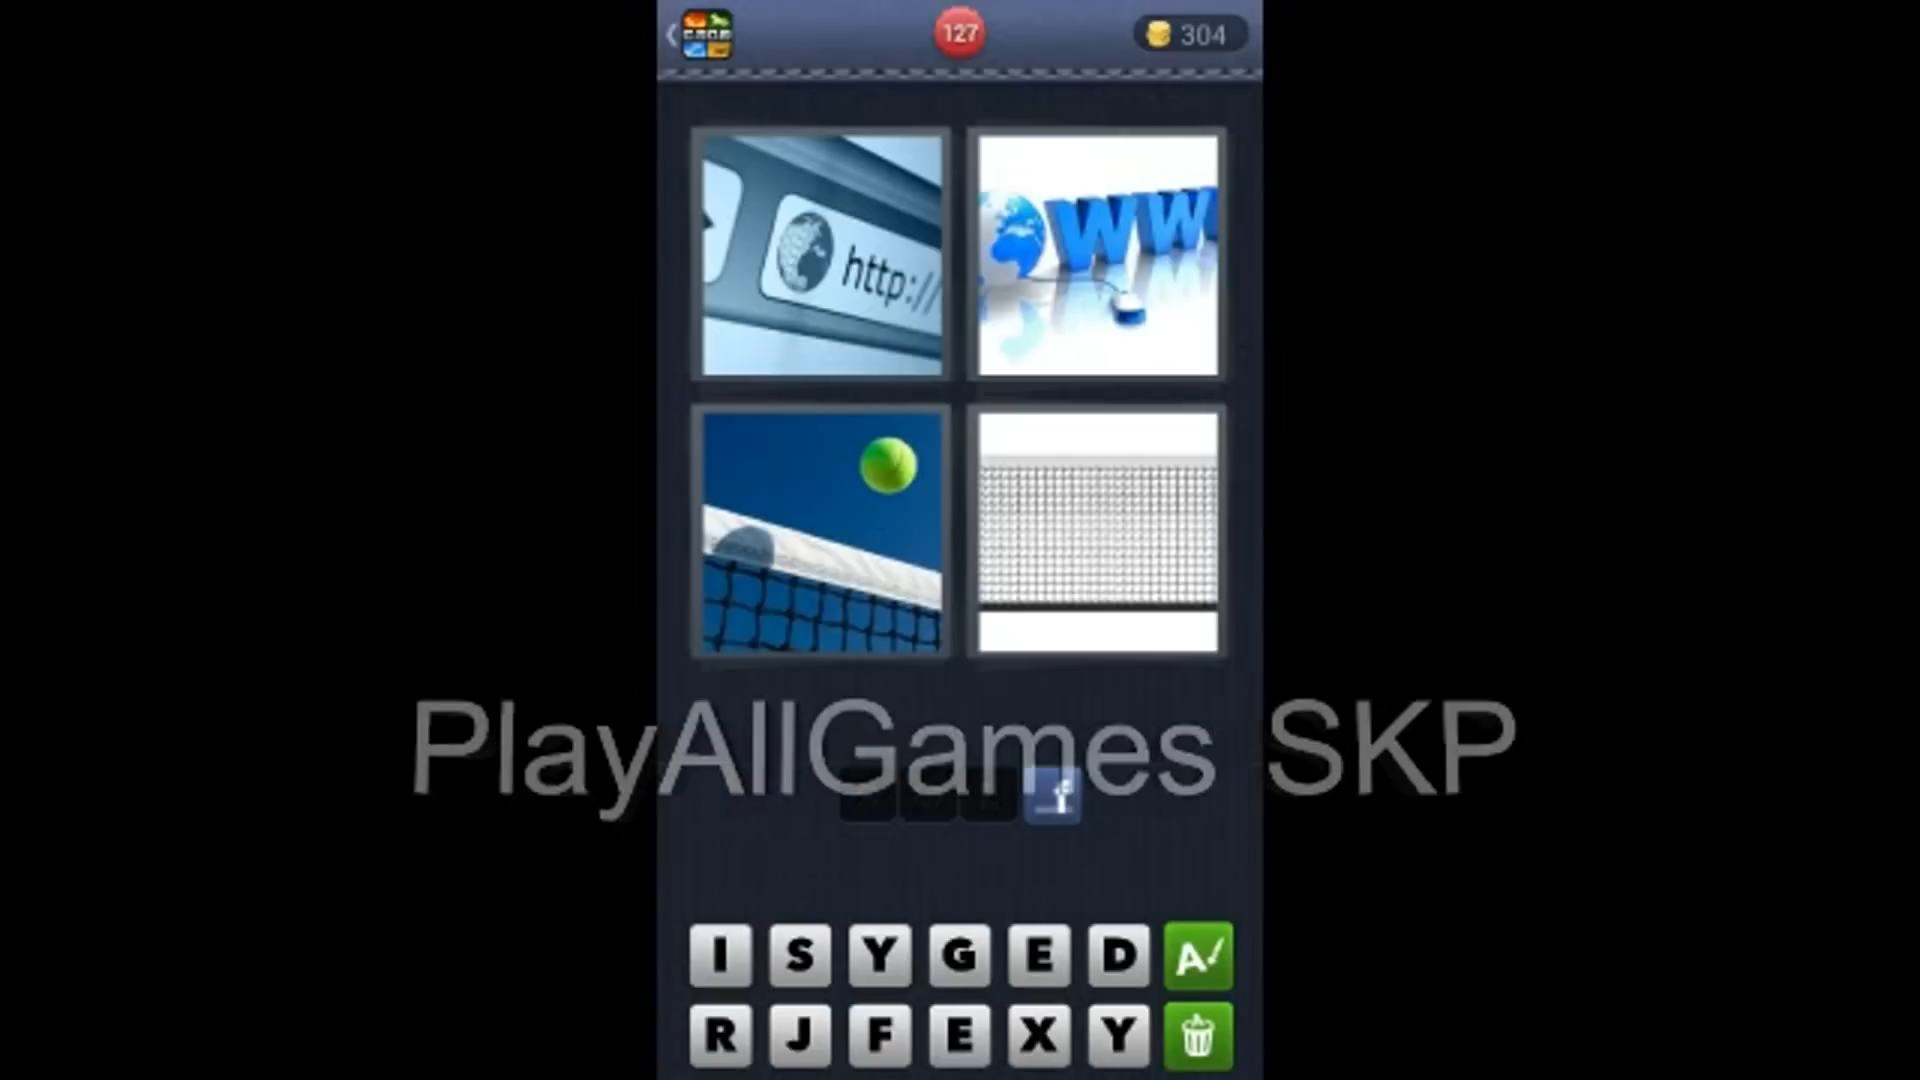 127
304
http://
WWW
PlayAllGames SKP
f
I S Y G E D A
R J F E X Y